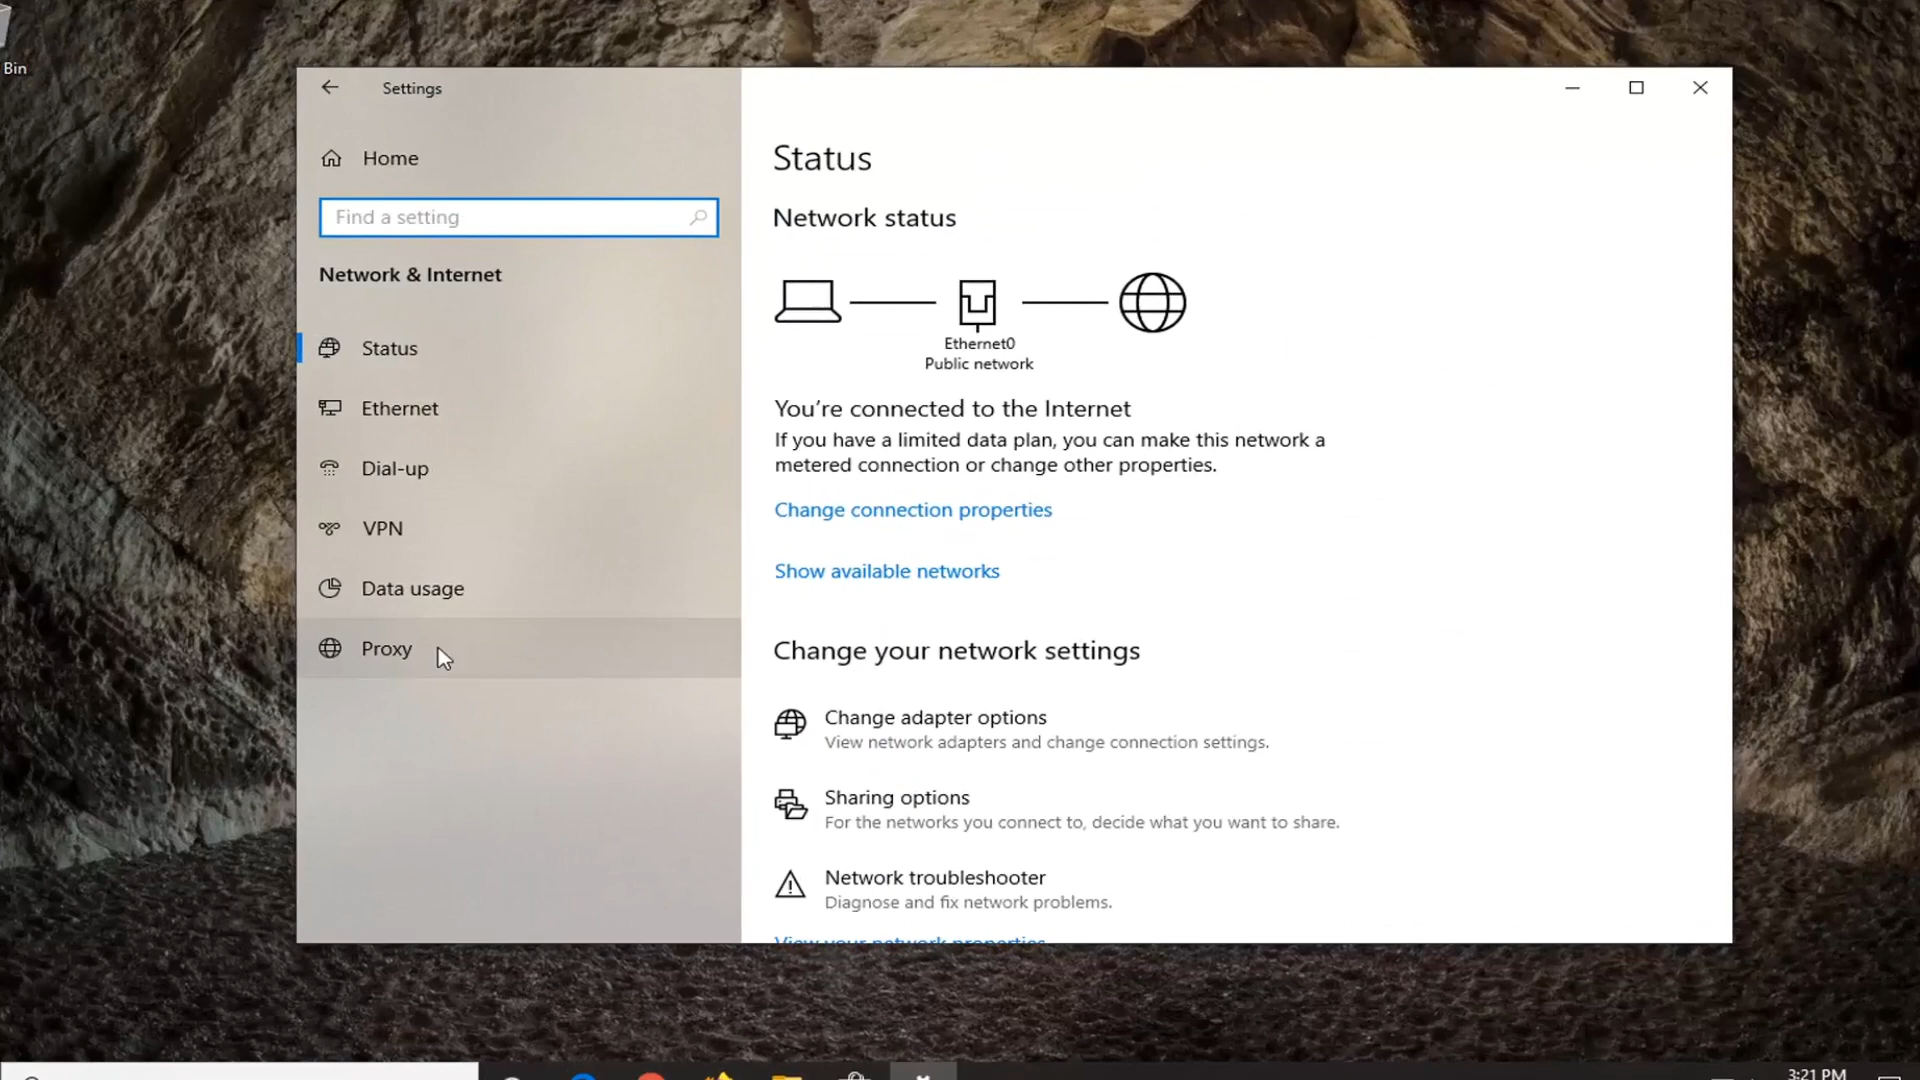 Bin
Settings
Home
Find a setting
Network & Internet
Status
Ethernet
Dial-up
VPN
Data usage
Proxy
Status
Network status
Ethernet0
Public network
You’re connected to the Internet
If you have a limited data plan, you can make this network a
metered connection or change other properties.
Change connection properties
Show available networks
Change your network settings
Change adapter options
View network adapters and change connection settings.
Sharing options
For the networks you connect to, decide what you want to share.
Network troubleshooter
Diagnose and fix network problems.
View your network properties
3:21 PM